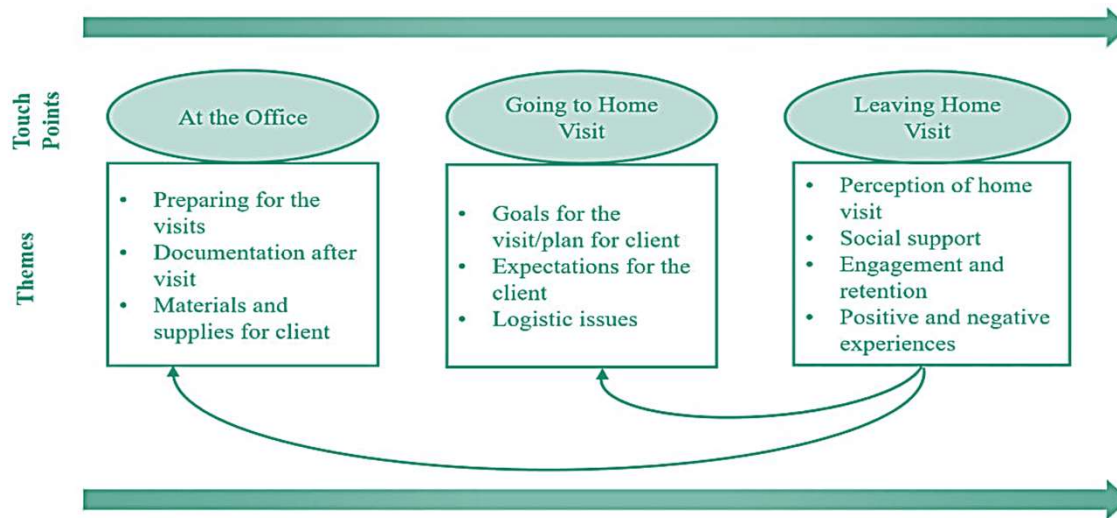 Touch
Points
At the Office
Going to Home
Visit
Leaving Home
Visit
Themes
• Preparing for the
visits
• Documentation after
visit
• Materials and
supplies for client
• Goals for the
visit/plan for client
• Expectations for the
client
• Logistic issues
• Perception of home
visit
• Social support
• Engagement and
retention
• Positive and negative
experiences